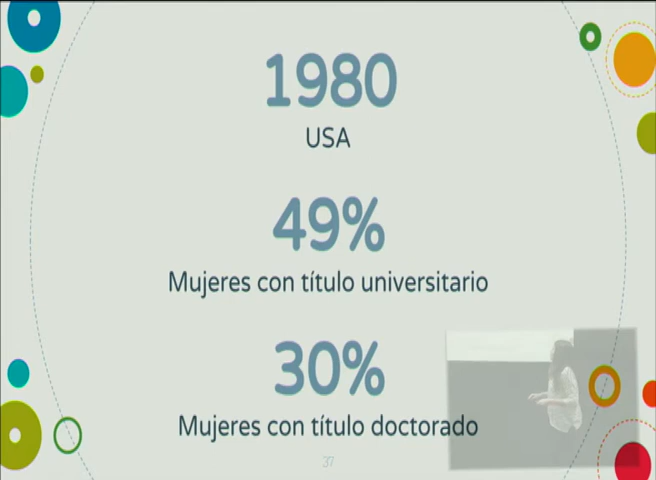 1980
USA
49%
Mujeres con título universitario
30%
Mujeres con título doctorado
37